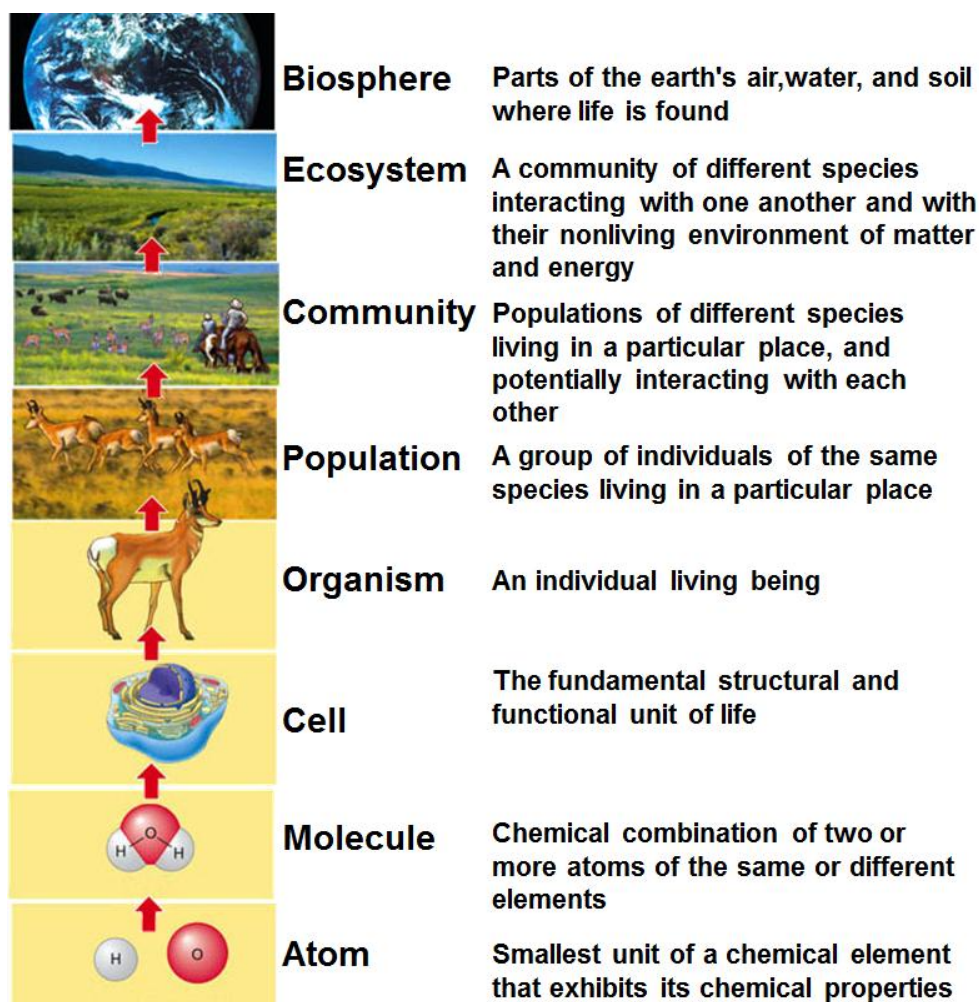 Biosphere
Parts of the earth's air,water, and soil
where life is found
Ecosystem
A community of different species
interacting with one another and with
their nonliving environment of matter
and energy
Community
Populations of different species
living in a particular place, and
potentially interacting with each
other
Population
A group of individuals of the same
species living in a particular place
Organism
An individual living being
Cell
The fundamental structural and
functional unit of life
Molecule
Chemical combination of two or
more atoms of the same or different
elements
H O H
Atom
Smallest unit of a chemical element
that exhibits its chemical properties
H O